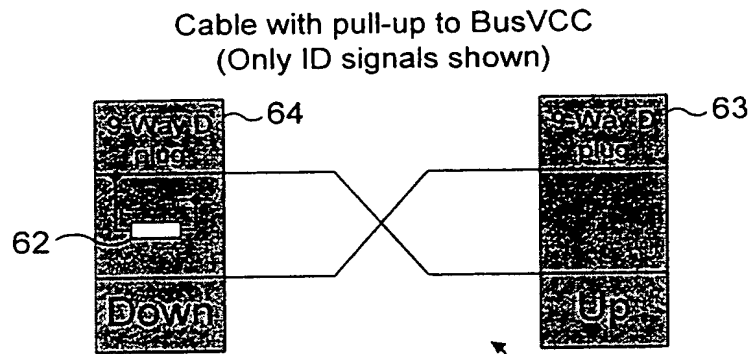 Cable with pull-up to BusVCC
(Only ID signals shown)
9-Way D
plug
64
9-Way D
plug
63
62
Down
Up